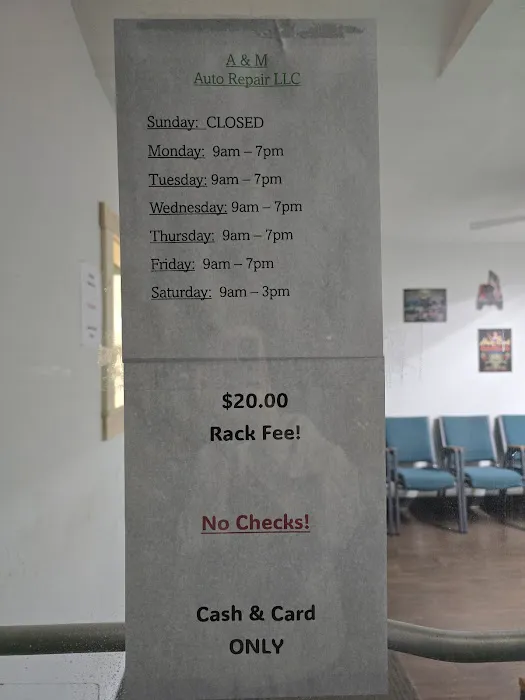 A & M
Auto Repair LLC
Sunday: CLOSED
Monday: 9am – 7pm
Tuesday: 9am – 7pm
Wednesday: 9am – 7pm
Thursday: 9am – 7pm
Friday: 9am – 7pm
Saturday: 9am – 3pm
$20.00
Rack Fee!
No Checks!
Cash & Card
ONLY